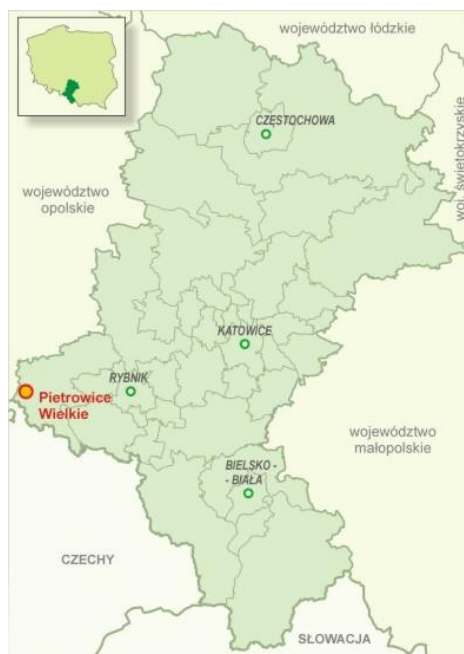 województwo łódzkie
CZĘSTOCHOWA
woj. świętokrzyskie
województwo
opolskie
KATOWICE
RYBNIK
Pietrowice
Wielkie
województwo
małopolskie
BIELSKO -
- BIAŁA
CZECHY
SŁOWACJA